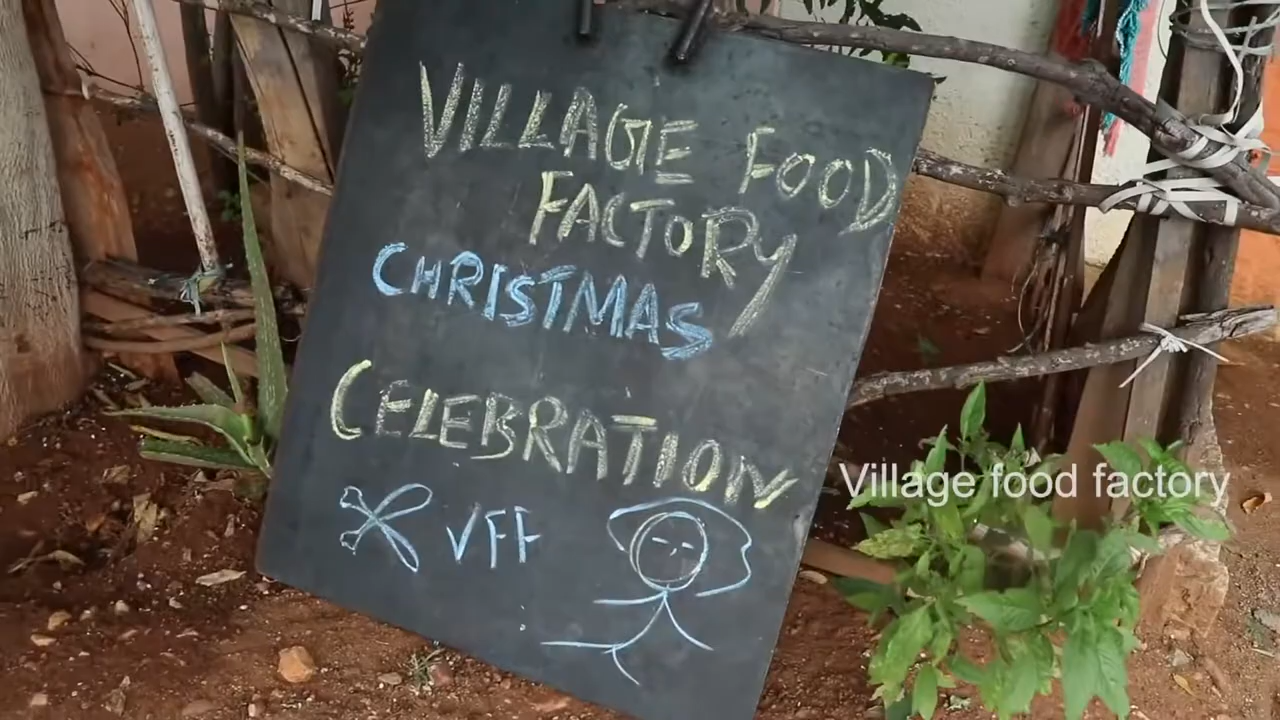 VILLAGE FOOD
FACTORY
CHRISTMAS
CELEBRATION
VFF
Village food factory